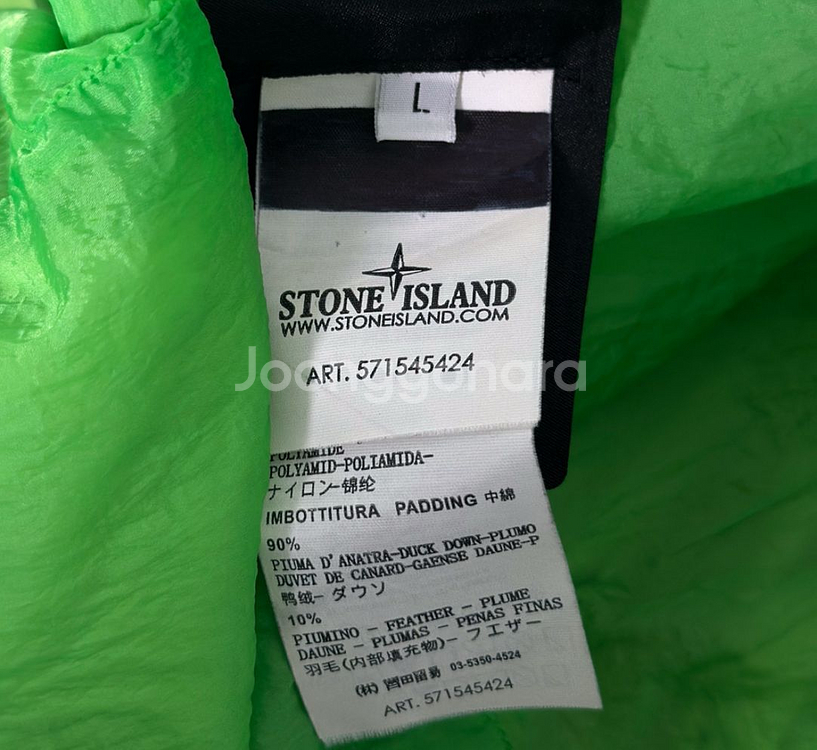 L
STONE ISLAND
WWW.STONEISLAND.COM
ART. 571545424
Joonggonara
POLYAMIDE
POLYAMID-POLIAMIDA-
ナイロン-锦纶
IMBOTTITURA PADDING 中綿
90%
PIUMA D'ANATRA-DUCK DOWN-PLUMO
DUVET DE CANARD-GAENSE DAUNE-P
鸭绒- ダウン
10%
PIUMINO - FEATHER - PLUME
DAUNE - PLUMAS - PENAS FINAS
羽毛(内部填充物)- フエザー
(株) 田 03-5350-4524
ART. 571545424